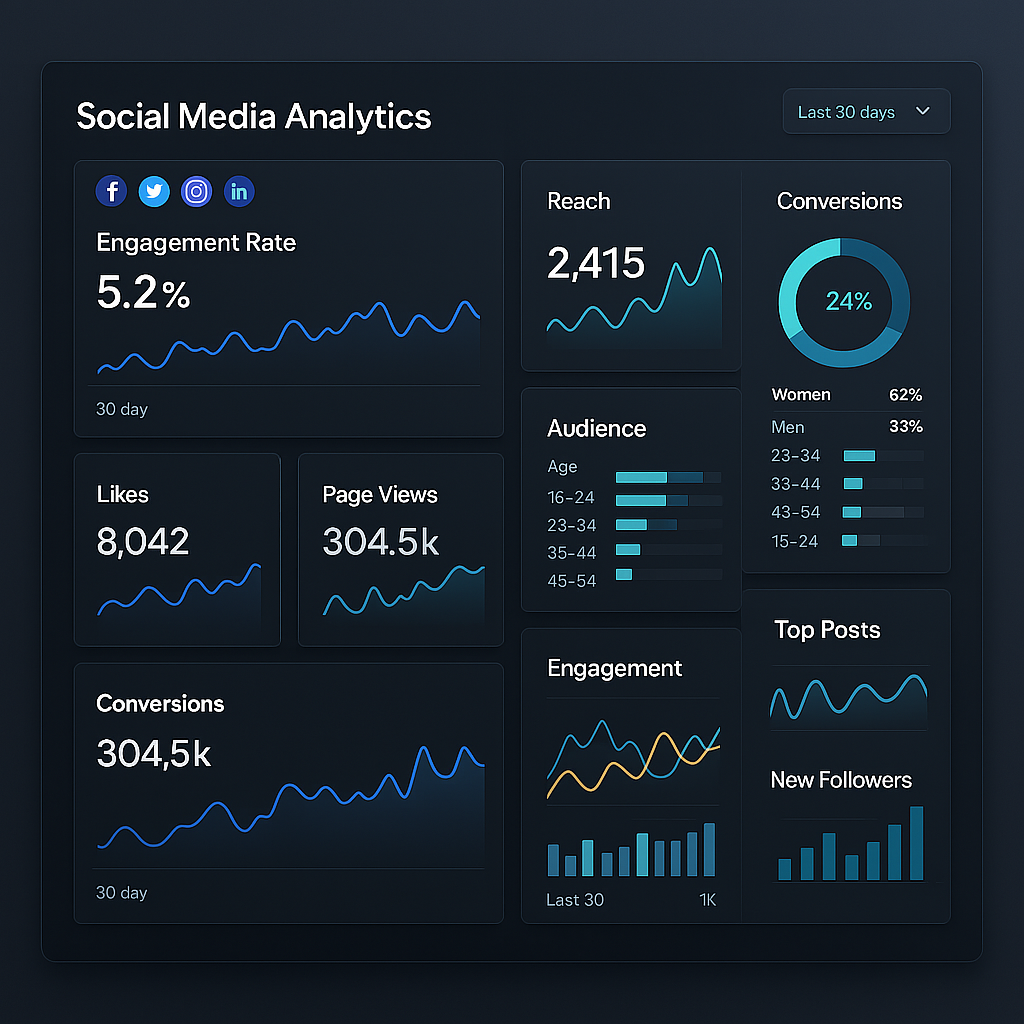 Social Media Analytics
Last 30 days
f in
Engagement Rate
5.2%
30 day
Likes
8,042
Page Views
304.5k
Conversions
304,5k
30 day
Reach
2,415
Audience
Age
16-24
23-34
35-44
45-54
Engagement
Last 30 1K
Conversions
24%
Women 62%
Men 33%
23-34
33-44
43-54
15-24
Top Posts
New Followers